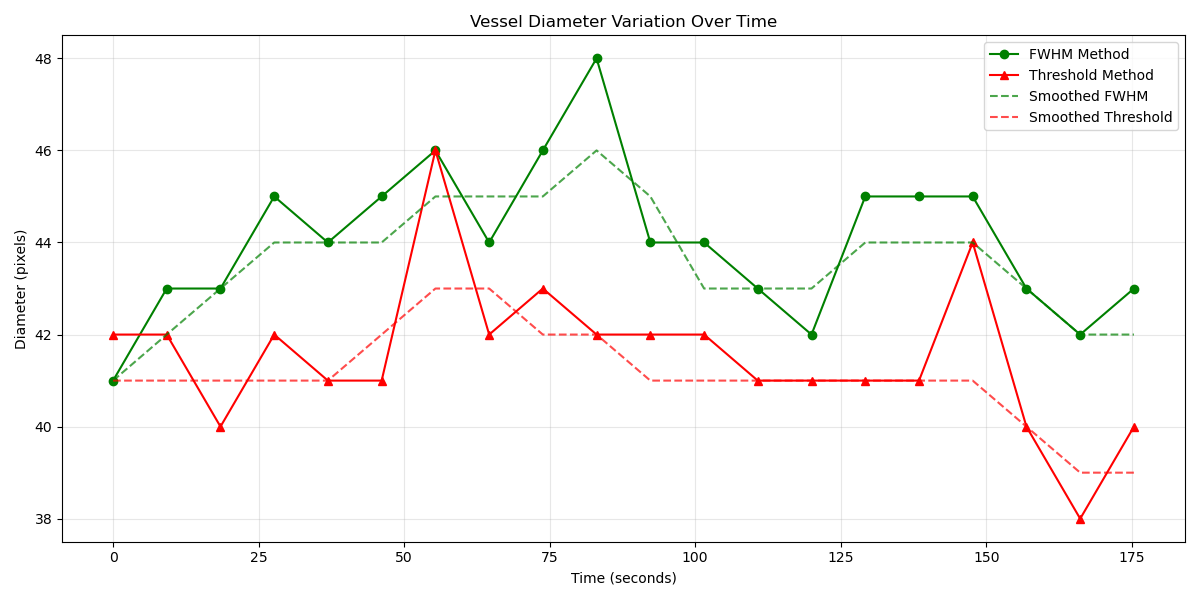 Vessel Diameter Variation Over Time
FWHM Method
Threshold Method
Smoothed FWHM
Smoothed Threshold
Diameter (pixels)
48
46
44
42
40
38
0 25 50 75 100 125 150 175
Time (seconds)